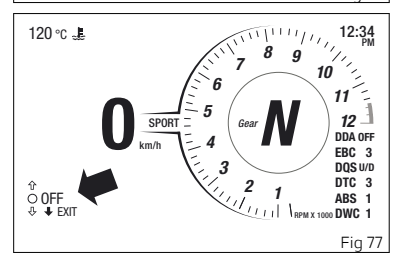 120 °C
12:34
PM
8 9
7 10
6 11
5 12
4
3
2 1
RPM X 1000
SPORT
0
km/h
Gear N
DDA OFF
EBC 3
DQS U/D
DTC 3
ABS 1
DWC 1
⇧
○ OFF
⇩ 🡇 EXIT
Fig 77